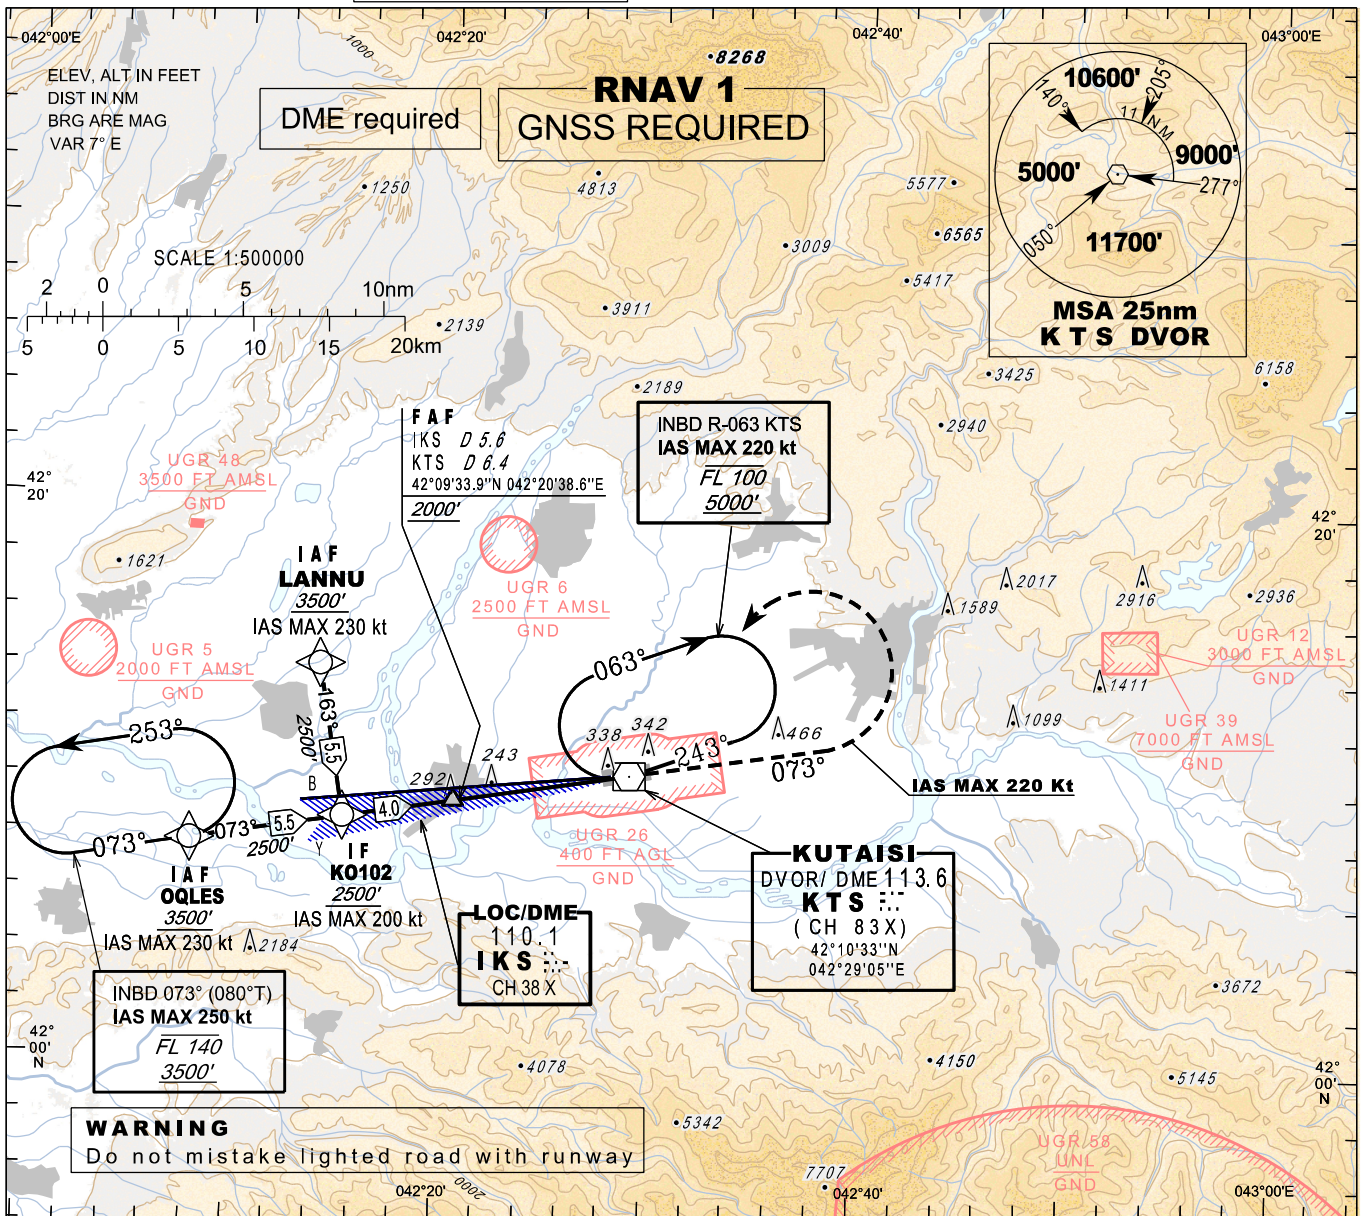 042°00'E
042°20'
042°40'
043°00'E
1000
8268
ELEV, ALT IN FEET
DIST IN NM
BRG ARE MAG
VAR 7° E
DME required
RNAV 1
GNSS REQUIRED
10600'
140°
205°
11 NM
5000'
9000'
277°
050°
11700'
MSA 25nm
KTS DVOR
1250
4813
5577
6565
3009
5417
SCALE 1:500000
2 0 5 10nm
5 0 5 10 15 20km
3911
2139
2189
3425
6158
2940
FAF
IKS D 5.6
KTS D 6.4
42°09'33.9"N 042°20'38.6"E
2000'
INBD R-063 KTS
IAS MAX 220 kt
FL 100
5000'
42°
20'
UGR 48
3500 FT AMSL
GND
42°
20'
1621
IAF
LANNU
3500'
IAS MAX 230 kt
UGR 6
2500 FT AMSL
GND
2017
1589
2916
2936
UGR 5
2000 FT AMSL
GND
UGR 12
3000 FT AMSL
GND
063°
163°
5.5
2500'
1411
1099
UGR 39
7000 FT AMSL
GND
253°
338
342
466
243°
073°
292
243
B
IAS MAX 220 Kt
4.0
073°
073°
5.5
2500'
Y
UGR 26
400 FT AGL
GND
IF
KO102
2500'
IAS MAX 200 kt
IAF
OQLES
3500'
IAS MAX 230 kt
2184
KUTAISI
DVOR/ DME 113.6
KTS
(CH 83X)
42°10'33"N
042°29'05"E
LOC/DME
110.1
IKS
CH 38 X
INBD 073° (080°T)
IAS MAX 250 kt
FL 140
3500'
3672
42°
00'
N
4078
4150
5145
42°
00'
N
5342
WARNING
Do not mistake lighted road with runway
UGR 58
UNL
GND
7707
2000
042°20'
042°40'
043°00'E